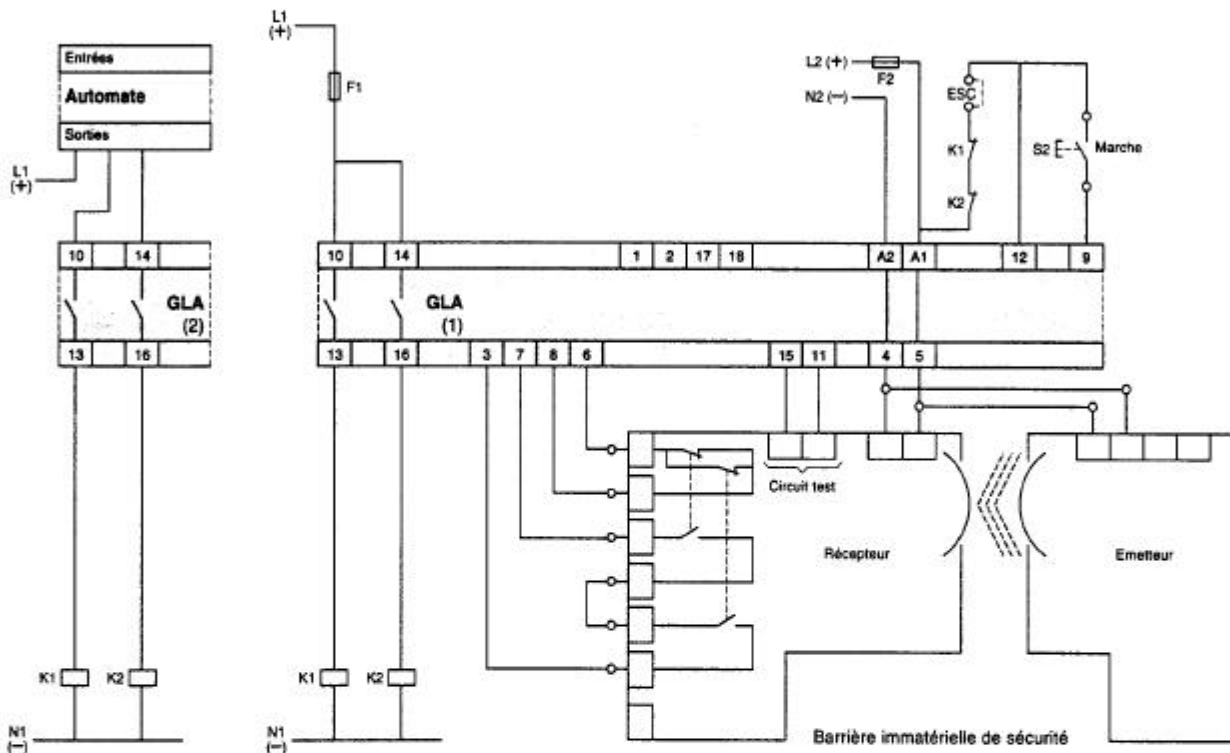 L1
(+)
Entrées
Automate
Sorties
L1
(+)
F1
L2 (+)
F2
N2 (−)
ESC
K1
K2
S2
Marche
10
14
10
14
1
2
17
18
A2
A1
12
9
GLA
(2)
GLA
(1)
13
16
13
16
3
7
8
6
15
11
4
5
Circuit test
Récepteur
Emetteur
K1
K2
K1
K2
N1
(−)
N1
(−)
Barrière immatérielle de sécurité